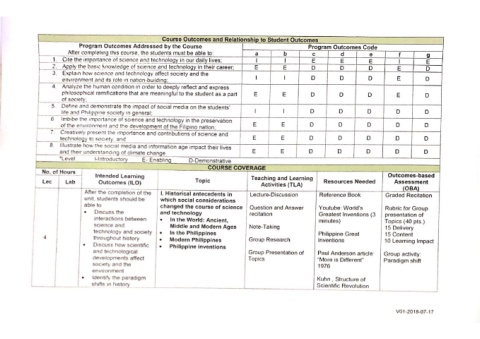 Course Outcomes and Relationship to Student Outcomes
Program Outcomes Addressed by the Course
Program Outcomes Code
After completing this course, the students must be able to:
a b c d e f g
1. Cite the importance of science and technology in our daily lives; I I E E E I E
2. Apply the basic knowledge of science and technology in their career; E E D D D E D
3. Explain how science and technology affect society and the
environment and its role in nation-building; I I D D D E D
4. Analyze the human condition in order to deeply reflect and express
philosophical ramifications that are meaningful to the student as a part
of society; E E D D D E D
5. Define and demonstrate the impact of social media on the students'
life and Philippine society in general; I I D D D D D
6. Imbibe the importance of science and technology in the preservation
of the environment and the development of the Filipino nation; E E D D D D D
7. Creatively present the importance and contributions of science and
technology to society, and E E D D D D D
8. Illustrate how the social media and information age impact their lives
and their understanding of climate change. E E D D D D D
*Level I-Introductory E- Enabling D-Demonstrative
COURSE COVERAGE
No. of Hours
Lec Lab
Intended Learning
Outcomes (ILO)
Topic
Teaching and Learning
Activities (TLA)
Resources Needed
Outcomes-based
Assessment
(OBA)
4
After the completion of the
unit, students should be
able to
• Discuss the
interactions between
science and
technology and society
throughout history
• Discuss how scientific
and technological
developments affect
society and the
environment
• Identify the paradigm
shifts in history
I. Historical antecedents in
which social considerations
changed the course of science
and technology
• In the World: Ancient,
Middle and Modern Ages
• In the Philippines
• Modern Philippines
• Philippine inventions
Lecture-Discussion
Question and Answer
recitation
Note-Taking
Group Research
Group Presentation of
Topics
Reference Book
Youtube: World's
Greatest Inventions (3
minutes)
Philippine Great
Inventions
Paul Anderson article
"More is Different"
1976
Kuhn, Structure of
Scientific Revolution
Graded Recitation
Rubric for Group
presentation of
Topics (40 pts.)
15 Delivery
15 Content
10 Learning Impact
Group activity:
Paradigm shift
V01-2018-07-17